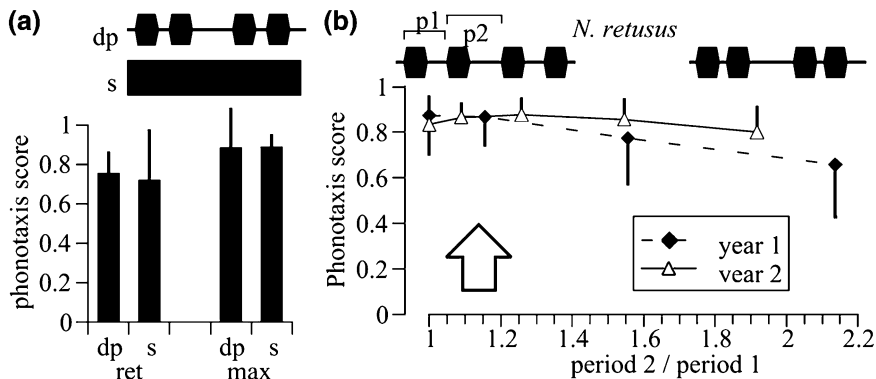 (a)
dp
s
phonotaxis score
1
0.8
0.6
0.4
0.2
0
dp s dp s
ret max
(b)
p1
p2
N. retusus
Phonotaxis score
1
0.8
0.6
0.4
0.2
0
year 1
vear 2
1 1.2 1.4 1.6 1.8 2 2.2
period 2 / period 1